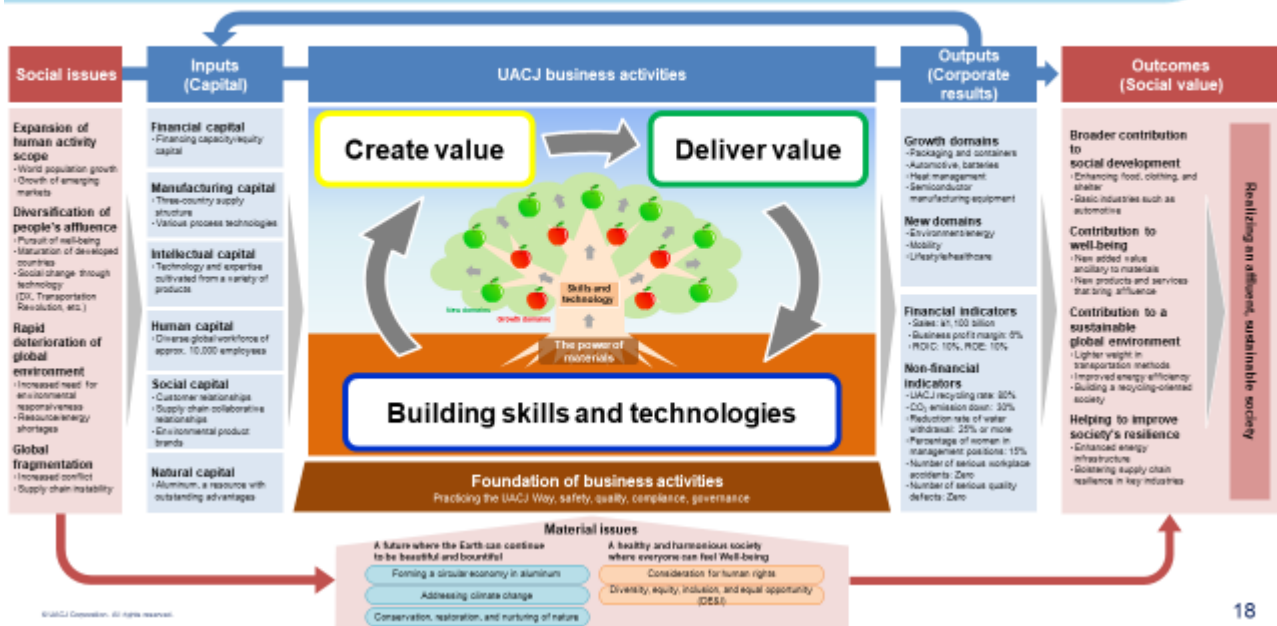 Social issues
Expansion of
human activity
scope
・World population growth
・Growth of emerging
markets
Diversification of
people's affluence
・Pursuit of well-being
・Maturation of developed
countries
・Social change through
technology
(DX, Transportation
Revolution, etc.)
Rapid
deterioration of
global
environment
・Increased need for
environmental
responsiveness
・Resource/energy
shortages
Global
fragmentation
・Increased conflict
・Supply chain instability
Inputs
(Capital)
Financial capital
・Financing capacity/equity
capital
Manufacturing capital
・Three-country supply
structure
・Various process technologies
Intellectual capital
・Technology and expertise
cultivated from a variety of
products
Human capital
・Diverse global workforce of
approx. 10,000 employees
Social capital
・Customer relationships
・Supply chain collaborative
relationships
・Environmental product
brands
Natural capital
・Aluminum, a resource with
outstanding advantages
UACJ business activities
Create value
Deliver value
Skills and
technology
New domains
Growth domains
The power of
materials
Building skills and technologies
Foundation of business activities
Practicing the UACJ Way, safety, quality, compliance, governance
Outputs
(Corporate
results)
Growth domains
・Packaging and containers
・Automotive, batteries
・Heat management
・Semiconductor
manufacturing equipment
New domains
・Environment/energy
・Mobility
・Lifestyle/healthcare
Financial indicators
・Sales: ¥1,100 billion
・Business profit margin: 6%
・ROIC: 10%, ROE: 10%
Non-financial
indicators
・UACJ recycling rate: 80%
・CO₂ emission down: 30%
・Reduction rate of water
withdrawal: 25% or more
・Percentage of women in
management positions: 15%
・Number of serious workplace
accidents: Zero
・Number of serious quality
defects: Zero
Outcomes
(Social value)
Broader contribution
to
social development
・Enhancing food, clothing, and
shelter
・Basic industries such as
automotive
Contribution to
well-being
・New added value
ancillary to materials
・New products and services
that bring affluence
Contribution to a
sustainable
global environment
・Lighter weight in
transportation methods
・Improved energy efficiency
・Building a recycling-oriented
society
Helping to improve
society's resilience
・Enhanced energy
infrastructure
・Bolstering supply chain
resilience in key industries
Realizing an affluent, sustainable society
Material issues
A future where the Earth can continue
to be beautiful and bountiful
Forming a circular economy in aluminum
Addressing climate change
Conservation, restoration, and nurturing of nature
A healthy and harmonious society
where everyone can feel Well-being
Consideration for human rights
Diversity, equity, inclusion, and equal opportunity
(DE&I)
©UACJ Corporation. All rights reserved.
18